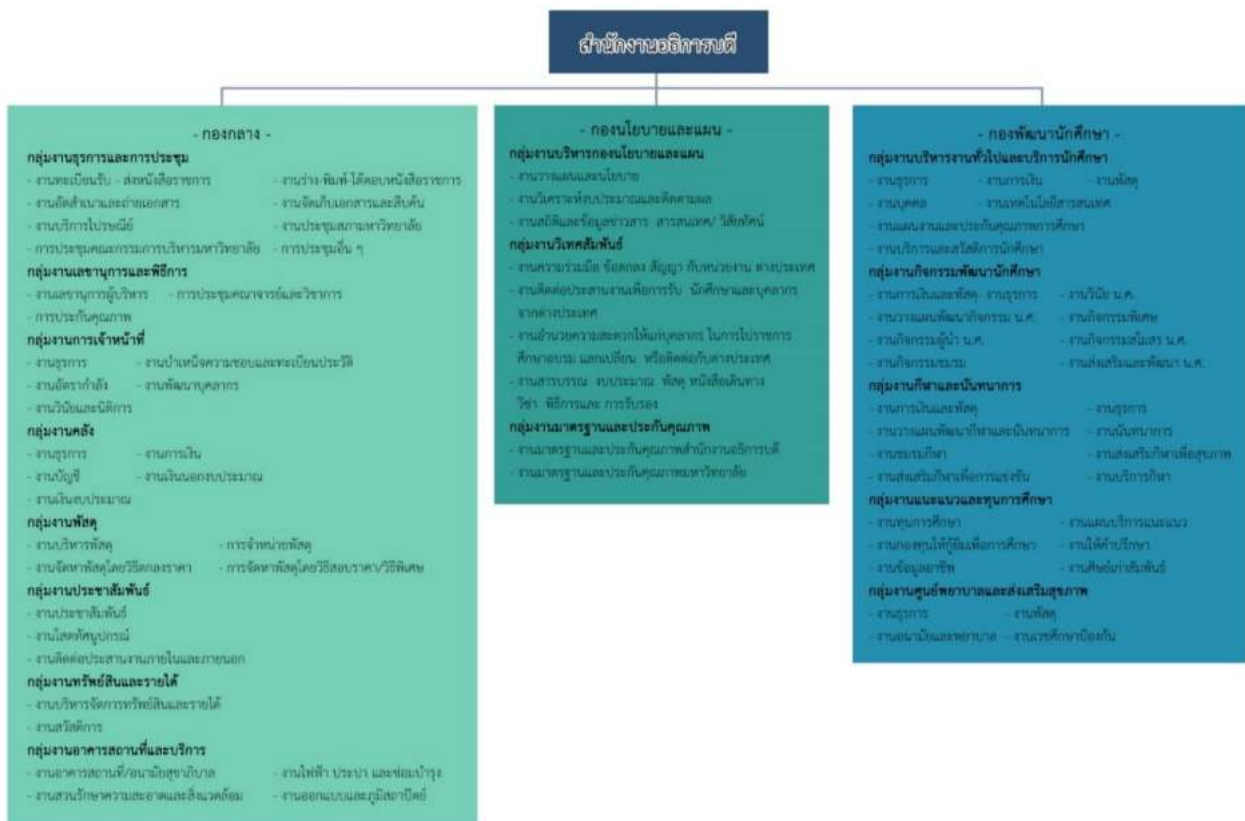 สำนักงานอธิการบดี
- กองกลาง -
กลุ่มงานธุรการและการประชุม
- งานทะเบียนรับ - ส่งหนังสือราชการ - งานร่าง-พิมพ์-โต้ตอบหนังสือราชการ
- งานอัดสำเนาและถ่ายเอกสาร - งานจัดเก็บเอกสารและสืบค้น
- งานบริการไปรษณีย์ - งานประชุมสภามหาวิทยาลัย
- การประชุมคณะกรรมการบริหารมหาวิทยาลัย - การประชุมอื่น ๆ
กลุ่มงานเลขานุการและพิธีการ
- งานเลขานุการผู้บริหาร - การประชุมคณาจารย์และวิชาการ
- การประกันคุณภาพ
กลุ่มงานการเจ้าหน้าที่
- งานธุรการ - งานบำเหน็จความชอบและทะเบียนประวัติ
- งานอัตรากำลัง - งานพัฒนาบุคลากร
- งานวินัยและนิติการ
กลุ่มงานคลัง
- งานธุรการ - งานการเงิน
- งานบัญชี - งานเงินนอกงบประมาณ
- งานเงินงบประมาณ
กลุ่มงานพัสดุ
- งานบริหารพัสดุ - การจำหน่ายพัสดุ
- งานจัดหาพัสดุโดยวิธีตกลงราคา - การจัดหาพัสดุโดยวิธีสอบราคา/วิธีพิเศษ
กลุ่มงานประชาสัมพันธ์
- งานประชาสัมพันธ์
- งานโสตทัศนูปกรณ์
- งานติดต่อประสานงานภายในและภายนอก
กลุ่มงานทรัพย์สินและรายได้
- งานบริหารจัดการทรัพย์สินและรายได้
- งานสวัสดิการ
กลุ่มงานอาคารสถานที่และบริการ
- งานอาคารสถานที่/อนามัยสุขาภิบาล - งานไฟฟ้า ประปา และซ่อมบำรุง
- งานสวนรักษาความสะอาดและสิ่งแวดล้อม - งานออกแบบและภูมิสถาปัตย์
- กองนโยบายและแผน -
กลุ่มงานบริหารกองนโยบายและแผน
- งานวางแผนและนโยบาย
- งานวิเคราะห์งบประมาณและติดตามผล
- งานสถิติและข้อมูลข่าวสาร สารสนเทศ/ วิสัยทัศน์
กลุ่มงานวิเทศสัมพันธ์
- งานความร่วมมือ ข้อตกลง สัญญา กับหน่วยงาน ต่างประเทศ
- งานติดต่อประสานงานเพื่อการรับ นักศึกษาและบุคลากร
จากต่างประเทศ
- งานอำนวยความสะดวกให้แก่บุคลากร ในการไปราชการ
ศึกษาอบรม แลกเปลี่ยน หรือติดต่อกับต่างประเทศ
- งานสารบรรณ งบประมาณ พัสดุ หนังสือเดินทาง
วีซ่า พิธีการและ การรับรอง
กลุ่มงานมาตรฐานและประกันคุณภาพ
- งานมาตรฐานและประกันคุณภาพสำนักงานอธิการบดี
- งานมาตรฐานและประกันคุณภาพมหาวิทยาลัย
- กองพัฒนานักศึกษา -
กลุ่มงานบริหารงานทั่วไปและบริการนักศึกษา
- งานธุรการ - งานการเงิน - งานพัสดุ
- งานบุคคล - งานเทคโนโลยีสารสนเทศ
- งานแผนงานและประกันคุณภาพการศึกษา
- งานบริการและสวัสดิการนักศึกษา
กลุ่มงานกิจกรรมพัฒนานักศึกษา
- งานการเงินและพัสดุ- งานธุรการ - งานวินัย น.ศ.
- งานวางแผนพัฒนากิจกรรม น.ศ. - งานกิจกรรมพิเศษ
- งานกิจกรรมผู้นำ น.ศ. - งานกิจกรรมสโมสร น.ศ.
- งานกิจกรรมชมรม - งานส่งเสริมและพัฒนา น.ศ.
กลุ่มงานกีฬาและนันทนาการ
- งานการเงินและพัสดุ - งานธุรการ
- งานวางแผนพัฒนากีฬาและนันทนาการ - งานนันทนาการ
- งานชมรมกีฬา - งานส่งเสริมกีฬาเพื่อสุขภาพ
- งานส่งเสริมกีฬาเพื่อการแข่งขัน - งานบริการกีฬา
กลุ่มงานแนะแนวและทุนการศึกษา
- งานทุนการศึกษา - งานแผนบริการแนะแนว
- งานกองทุนให้กู้ยืมเพื่อการศึกษา - งานให้คำปรึกษา
- งานข้อมูลอาชีพ - งานศิษย์เก่าสัมพันธ์
กลุ่มงานศูนย์พยาบาลและส่งเสริมสุขภาพ
- งานธุรการ - งานพัสดุ
- งานอนามัยและพยาบาล - งานเวชศึกษาป้องกัน